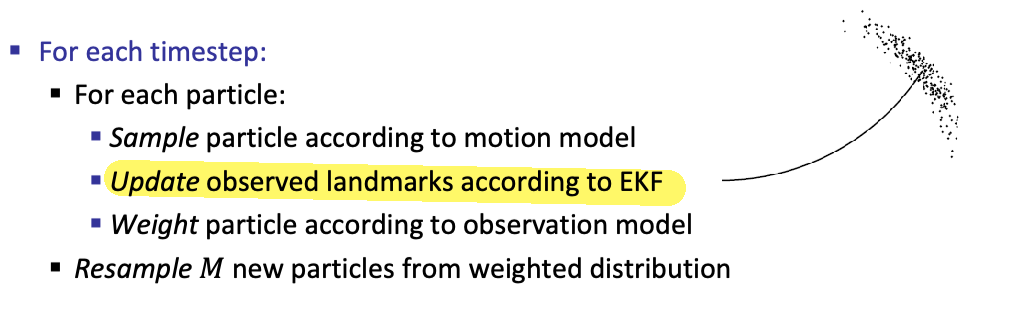 For each timestep:
For each particle:
Sample particle according to motion model
Update observed landmarks according to EKF
Weight particle according to observation model
Resample M new particles from weighted distribution